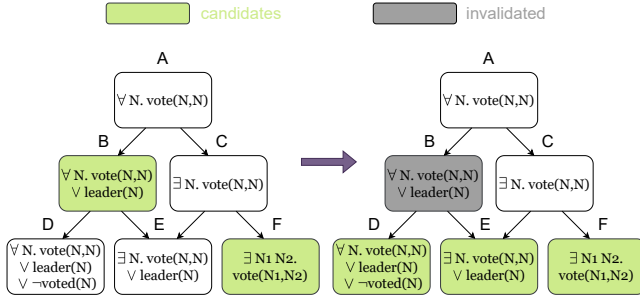 candidates
invalidated
A
∀ N. vote(N,N)
B
C
∀ N. vote(N,N)
∨ leader(N)
∃ N. vote(N,N)
D
E
F
∀ N. vote(N,N)
∨ leader(N)
∨ ¬voted(N)
∃ N. vote(N,N)
∨ leader(N)
∃ N1 N2.
vote(N1,N2)
A
∀ N. vote(N,N)
B
C
∀ N. vote(N,N)
∨ leader(N)
∃ N. vote(N,N)
D
E
F
∀ N. vote(N,N)
∨ leader(N)
∨ ¬voted(N)
∃ N. vote(N,N)
∨ leader(N)
∃ N1 N2.
vote(N1,N2)